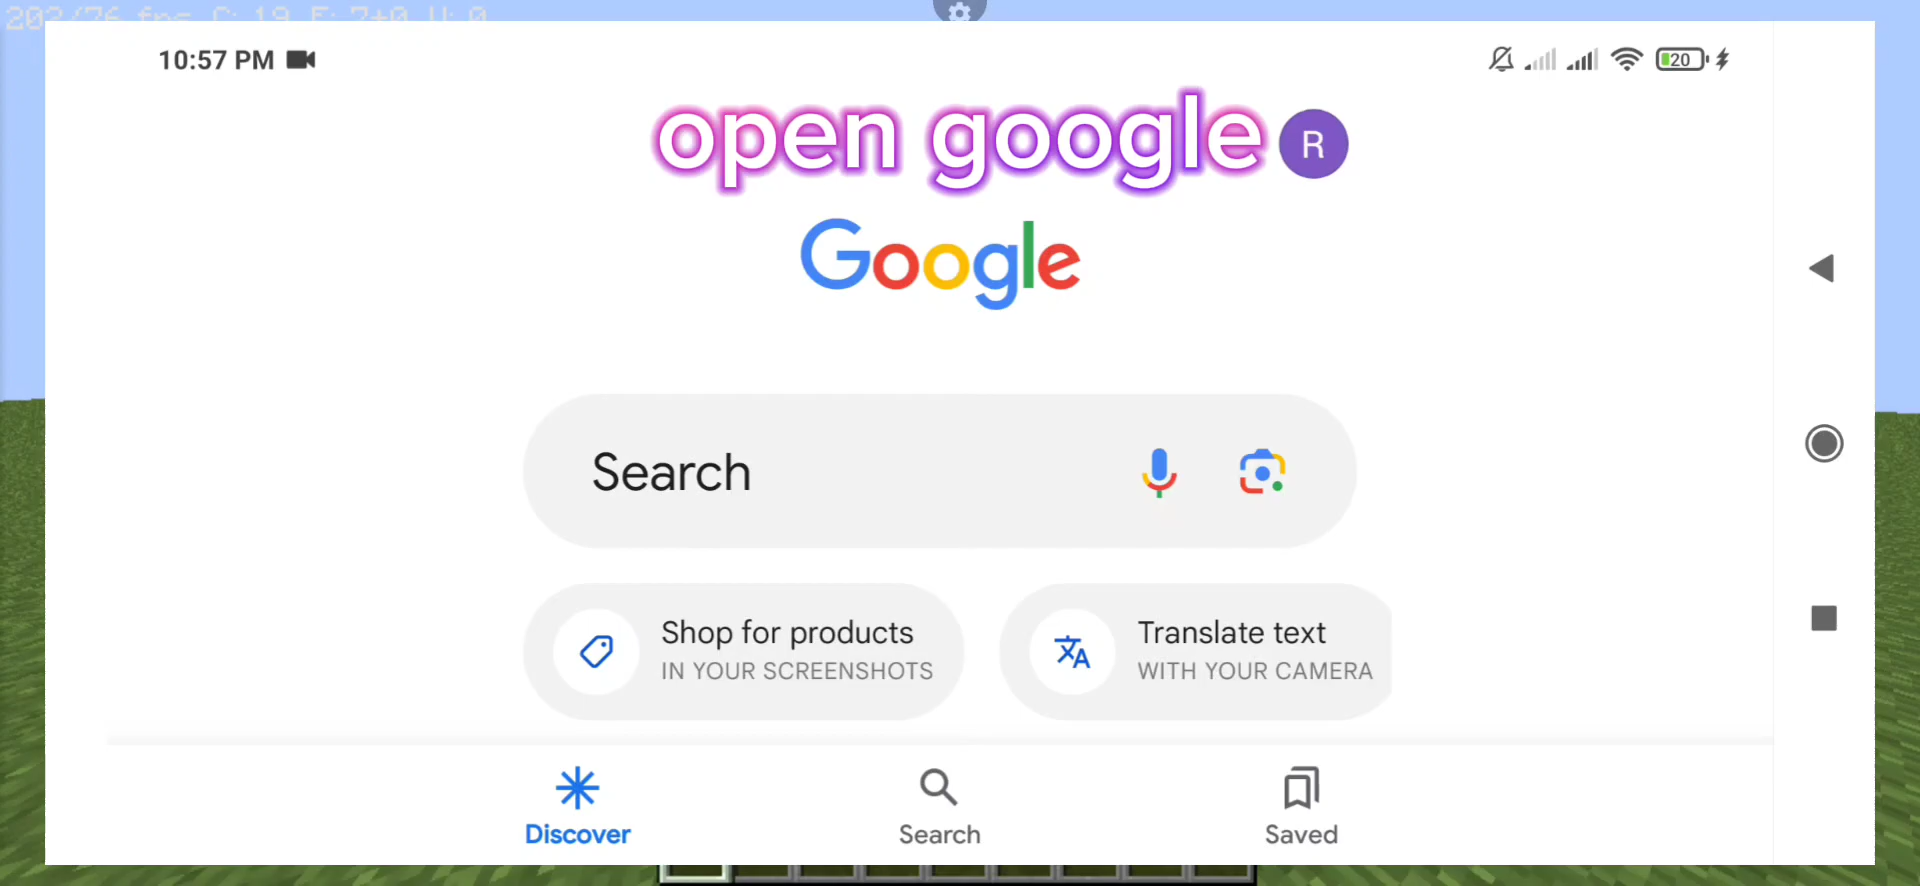 10:57 PM
20
open google
R
Google
Search
Shop for products
IN YOUR SCREENSHOTS
Translate text
WITH YOUR CAMERA
Discover
Search
Saved